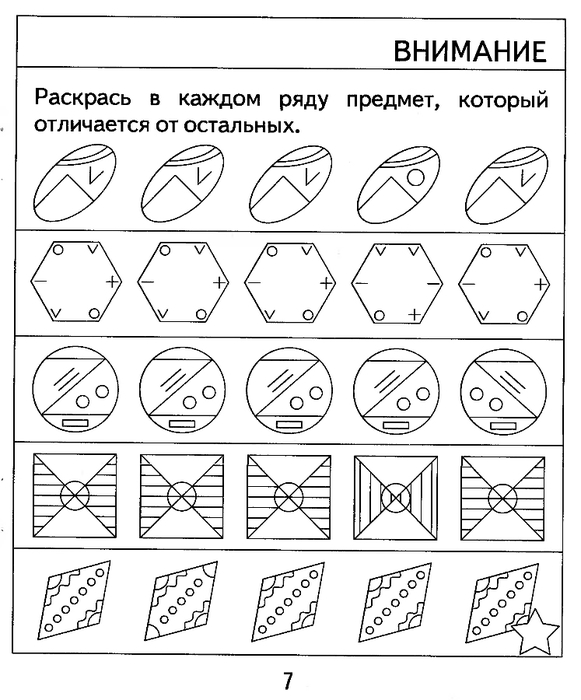 ВНИМАНИЕ
Раскрась в каждом ряду предмет, который
отличается от остальных.
7